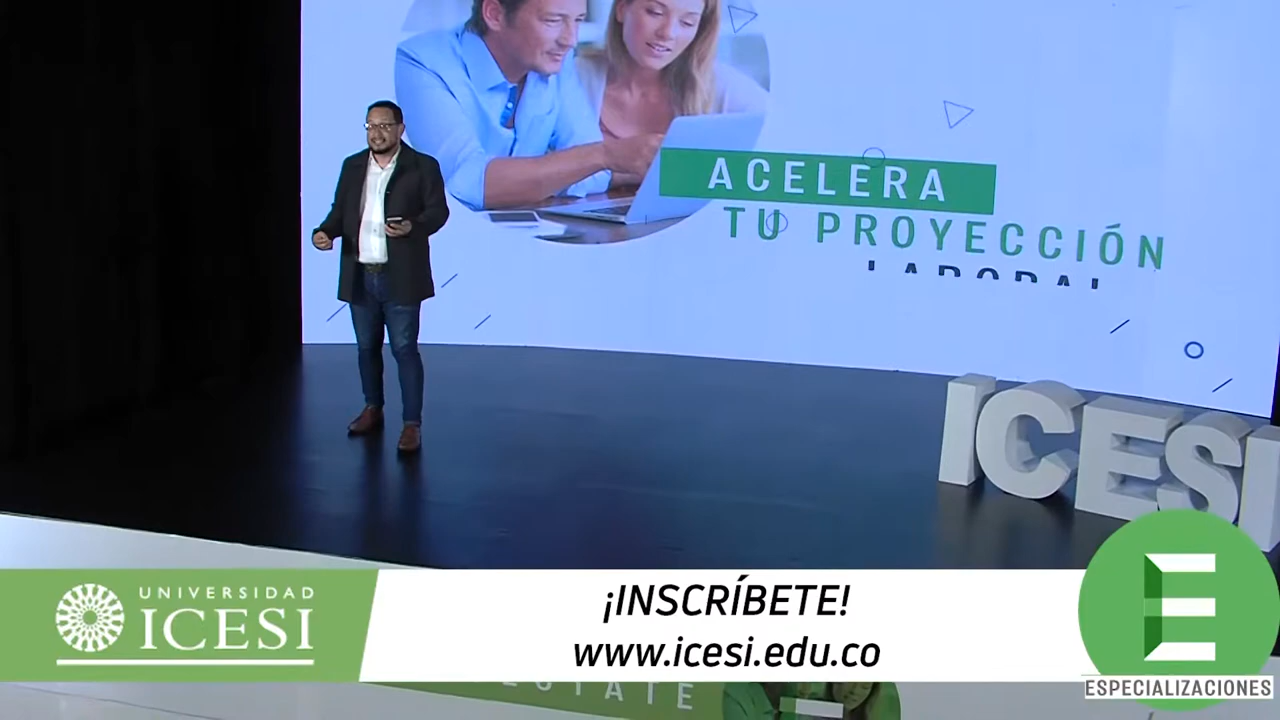 ACELERA
TU PROYECCIÓN
ICESI
UNIVERSIDAD
ICESI
¡INSCRÍBETE!
www.icesi.edu.co
E
ESPECIALIZACIONES